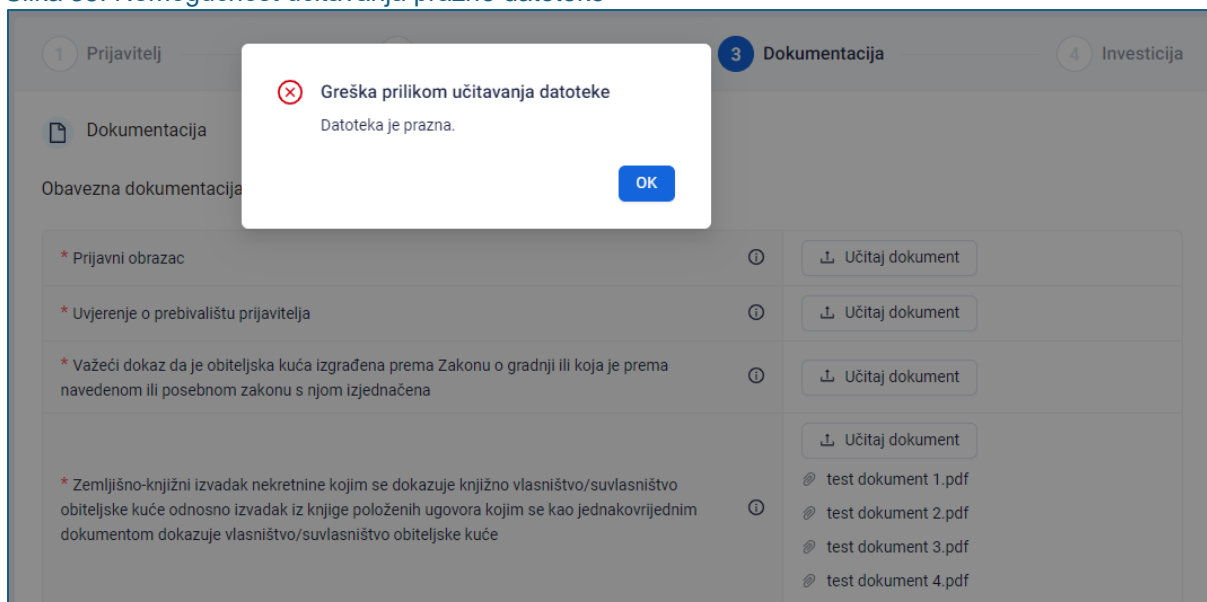 1 Prijavitelj
3 Dokumentacija
4 Investicija
Greška prilikom učitavanja datoteke
Datoteka je prazna.
OK
Dokumentacija
Obavezna dokumentacija
* Prijavni obrazac
Učitaj dokument
* Uvjerenje o prebivalištu prijavitelja
Učitaj dokument
* Važeći dokaz da je obiteljska kuća izgrađena prema Zakonu o gradnji ili koja je prema
navedenom ili posebnom zakonu s njom izjednačena
Učitaj dokument
* Zemljišno-knjižni izvadak nekretnine kojim se dokazuje knjižno vlasništvo/suvlasništvo
obiteljske kuće odnosno izvadak iz knjige položenih ugovora kojim se kao jednakovrijednim
dokumentom dokazuje vlasništvo/suvlasništvo obiteljske kuće
Učitaj dokument
test dokument 1.pdf
test dokument 2.pdf
test dokument 3.pdf
test dokument 4.pdf